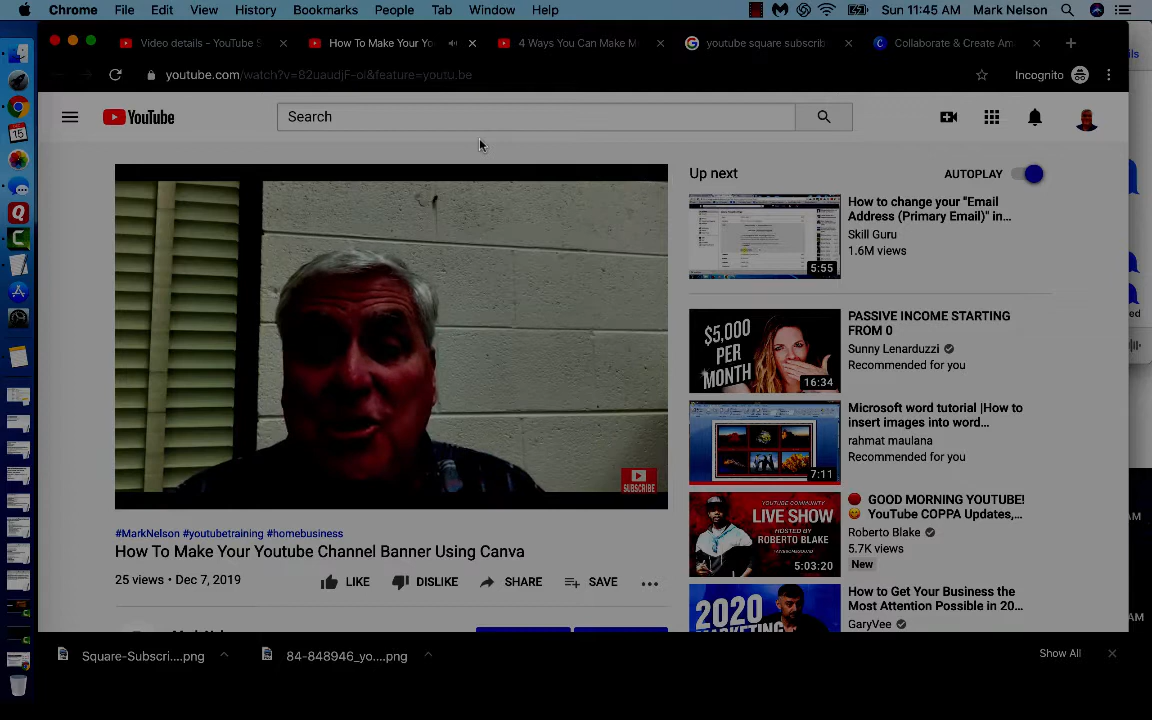 Chrome File Edit View History Bookmarks People Tab Window Help Sun 11:45 AM Mark Nelson
Video details - YouTube S
How To Make Your Yo
4 Ways You Can Make M
youtube square subscrib
Collaborate & Create Am
youtube.com/watch?v=82uaudjF-oI&feature=youtu.be
Incognito
YouTube
Search
Up next
AUTOPLAY
How to change your "Email
Address (Primary Email)" in...
Skill Guru
1.6M views
5:55
$5,000
PER
MONTH
16:34
PASSIVE INCOME STARTING
FROM 0
Sunny Lenarduzzi
Recommended for you
Microsoft word tutorial |How to
insert images into word...
rahmat maulana
Recommended for you
7:11
SUBSCRIBE
YOUTUBE COMMUNITY
LIVE SHOW
HOSTED BY
ROBERTO BLAKE
5:03:20
GOOD MORNING YOUTUBE!
YouTube COPPA Updates,...
Roberto Blake
5.7K views
New
#MarkNelson #youtubetraining #homebusiness
How To Make Your Youtube Channel Banner Using Canva
25 views • Dec 7, 2019
LIKE
DISLIKE
SHARE
SAVE
2020
How to Get Your Business the
Most Attention Possible in 20...
GaryVee
Square-Subscri....png
84-848946_yo....png
Show All